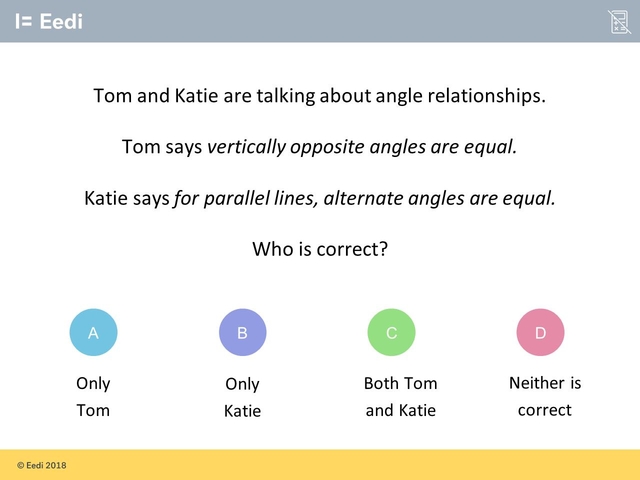 Eedi
Tom and Katie are talking about angle relationships.
Tom says vertically opposite angles are equal.
Katie says for parallel lines, alternate angles are equal.
Who is correct?
A
B
C
D
Only
Tom
Only
Katie
Both Tom
and Katie
Neither is
correct
© Eedi 2018